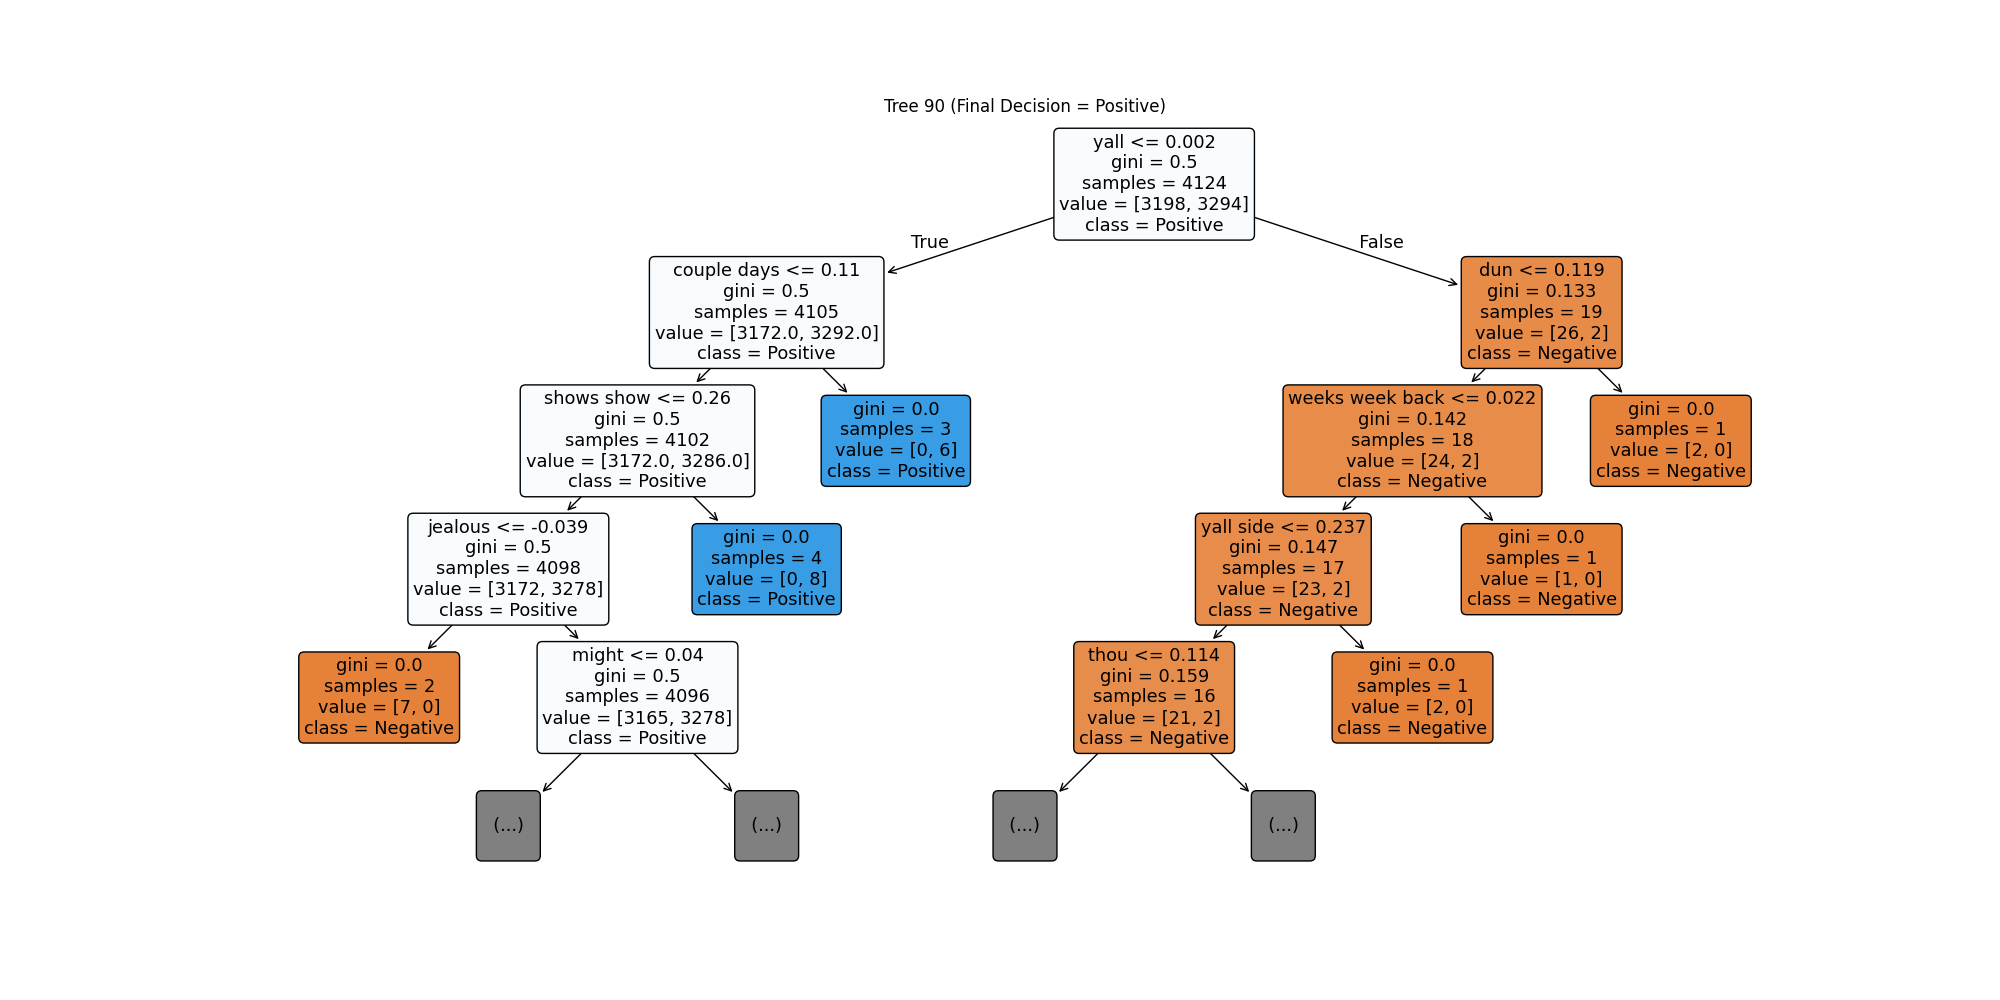 Tree 90 (Final Decision = Positive)
yall <= 0.002
gini = 0.5
samples = 4124
value = [3198, 3294]
class = Positive
True
False
couple days <= 0.11
gini = 0.5
samples = 4105
value = [3172.0, 3292.0]
class = Positive
dun <= 0.119
gini = 0.133
samples = 19
value = [26, 2]
class = Negative
shows show <= 0.26
gini = 0.5
samples = 4102
value = [3172.0, 3286.0]
class = Positive
gini = 0.0
samples = 3
value = [0, 6]
class = Positive
weeks week back <= 0.022
gini = 0.142
samples = 18
value = [24, 2]
class = Negative
gini = 0.0
samples = 1
value = [2, 0]
class = Negative
jealous <= -0.039
gini = 0.5
samples = 4098
value = [3172, 3278]
class = Positive
gini = 0.0
samples = 4
value = [0, 8]
class = Positive
yall side <= 0.237
gini = 0.147
samples = 17
value = [23, 2]
class = Negative
gini = 0.0
samples = 1
value = [1, 0]
class = Negative
gini = 0.0
samples = 2
value = [7, 0]
class = Negative
might <= 0.04
gini = 0.5
samples = 4096
value = [3165, 3278]
class = Positive
thou <= 0.114
gini = 0.159
samples = 16
value = [21, 2]
class = Negative
gini = 0.0
samples = 1
value = [2, 0]
class = Negative
(...)
(...)
(...)
(...)